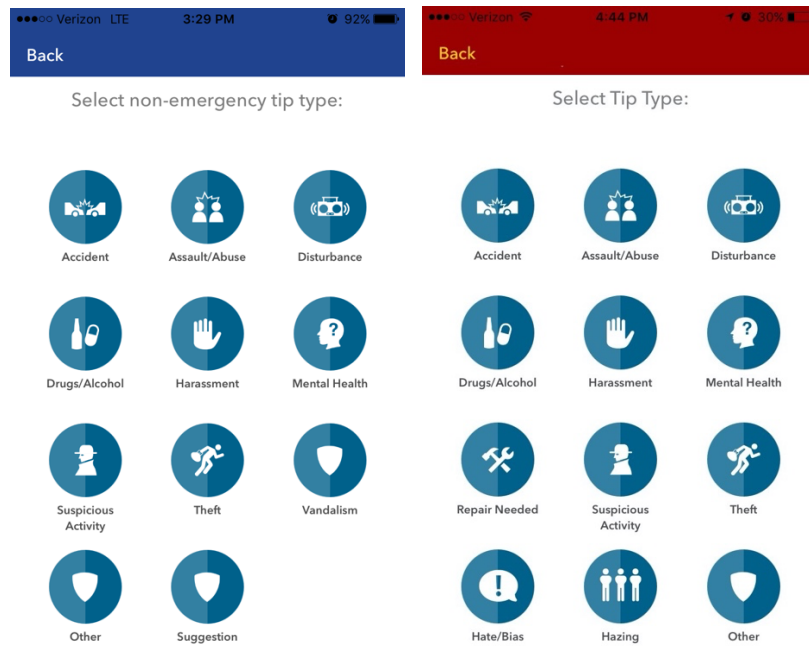 Verizon LTE 3:29 PM 92%
Back
Select non-emergency tip type:
Accident Assault/Abuse Disturbance
Drugs/Alcohol Harassment Mental Health
?
Suspicious Activity Theft Vandalism
Other Suggestion
Verizon 4:44 PM 30%
Back
Select Tip Type:
Accident Assault/Abuse Disturbance
Drugs/Alcohol Harassment Mental Health
?
Repair Needed Suspicious Activity Theft
!
Hate/Bias Hazing Other